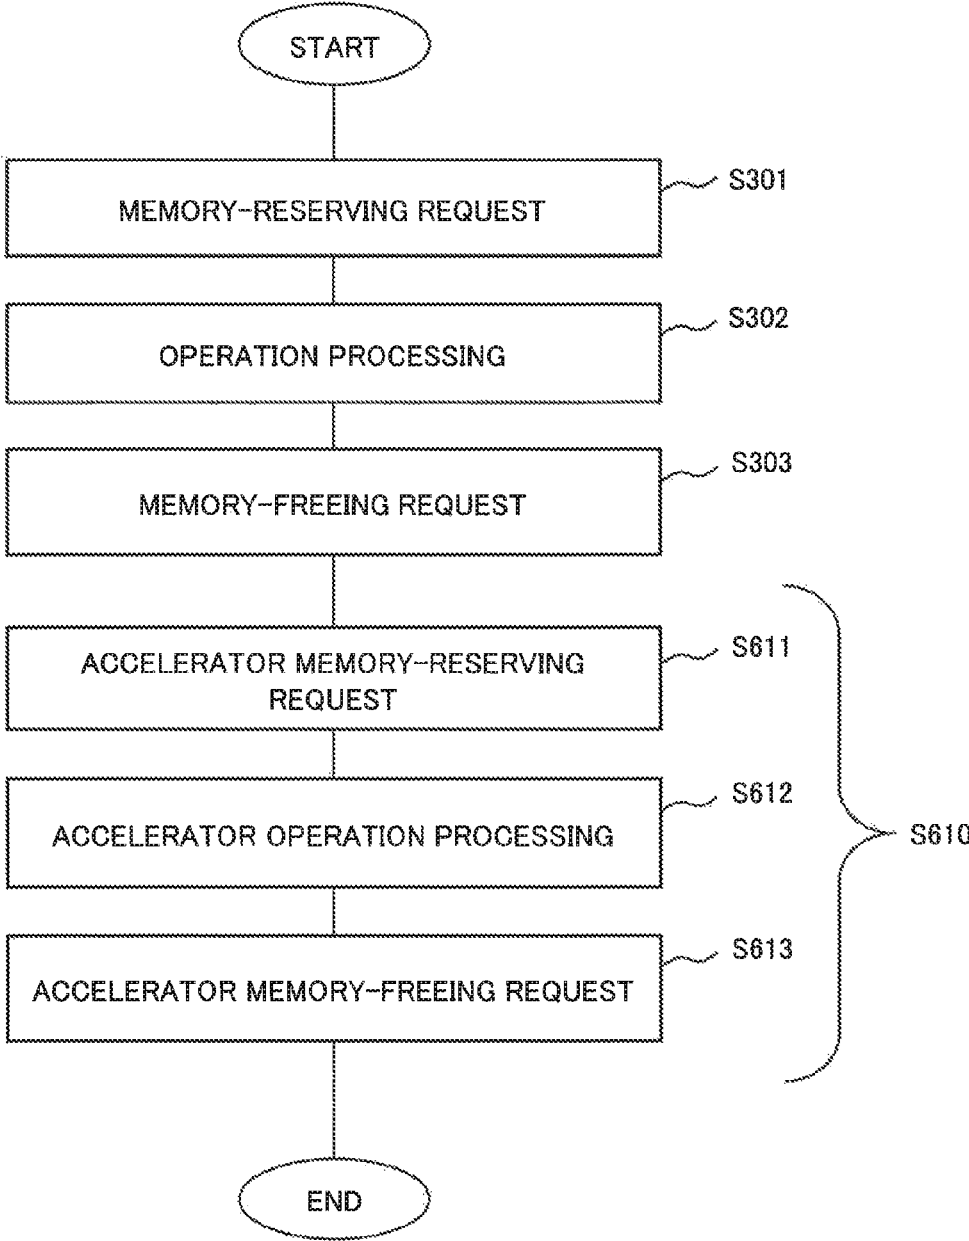 START
MEMORY-RESERVING REQUEST
S301
OPERATION PROCESSING
S302
MEMORY-FREEING REQUEST
S303
ACCELERATOR MEMORY-RESERVING
REQUEST
S611
ACCELERATOR OPERATION PROCESSING
S612
S610
ACCELERATOR MEMORY-FREEING REQUEST
S613
END